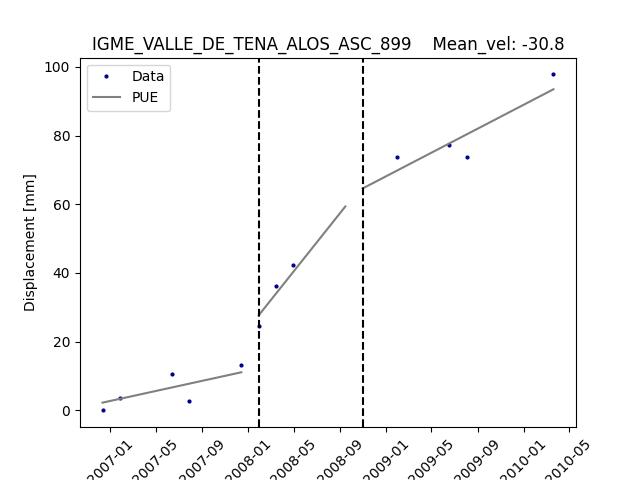 IGME_VALLE_DE_TENA_ALOS_ASC_899 Mean_vel: -30.8
Data
PUE
Displacement [mm]
100
80
60
40
20
0
2007-01 2007-05 2007-09 2008-01 2008-05 2008-09 2009-01 2009-05 2009-09 2010-01 2010-05